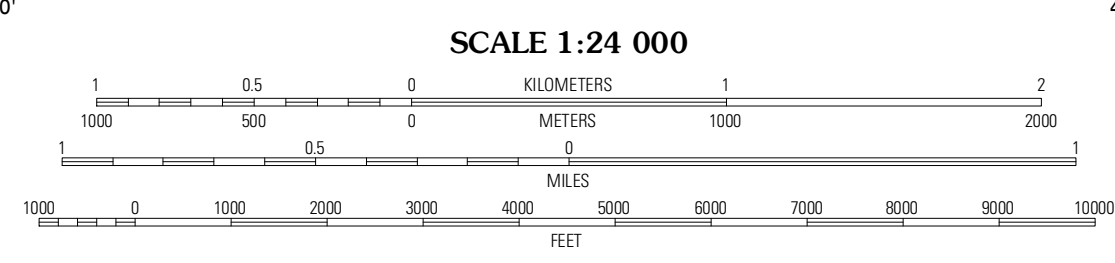 0' 4
SCALE 1:24 000
1 0.5 0 KILOMETERS 1 2
1000 500 0 METERS 1000 2000
1 0.5 0 1
MILES
1000 0 1000 2000 3000 4000 5000 6000 7000 8000 9000 10000
FEET